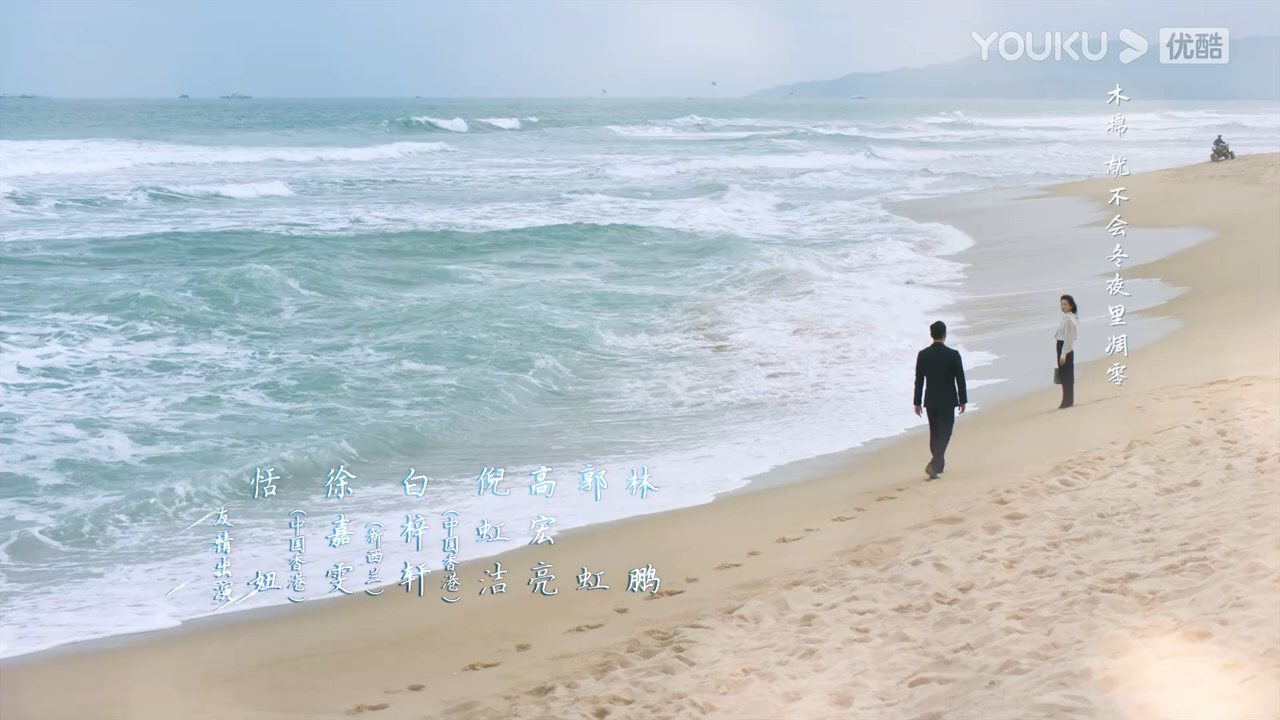 YOUKU 优酷
木棉 就不会冬夜里凋零
林鹏
郭虹
高宏亮
倪虹洁
(中国香港)
白梓轩
(新西兰)
徐嘉雯
(中国香港)
恬妞
友情出演